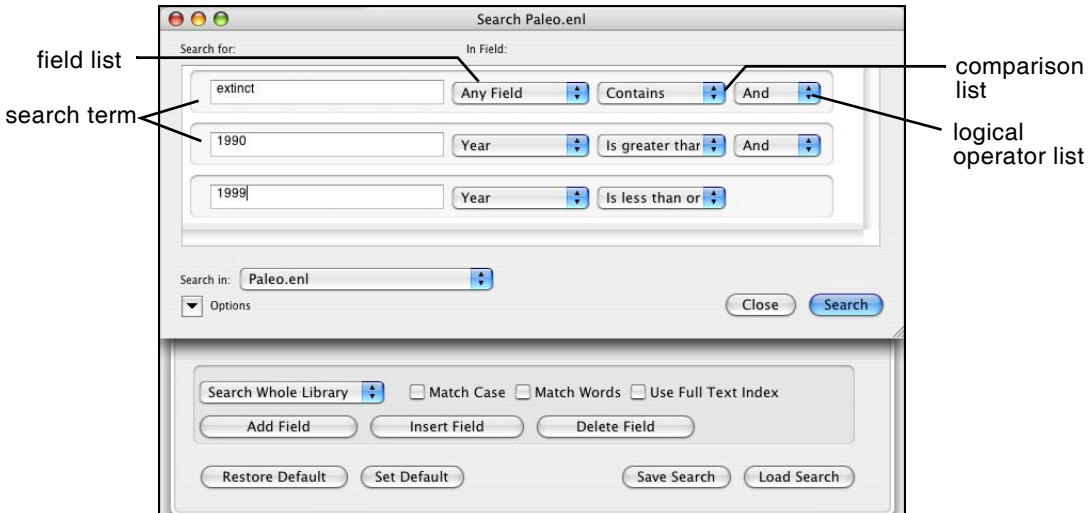 Search Paleo.enl
Search for: In Field:
field list
comparison
list
extinct Any Field Contains And
search term
logical
operator list
1990 Year Is greater thar And
1999 Year Is less than or
Search in: Paleo.enl
Options Close Search
Search Whole Library Match Case Match Words Use Full Text Index
Add Field Insert Field Delete Field
Restore Default Set Default Save Search Load Search